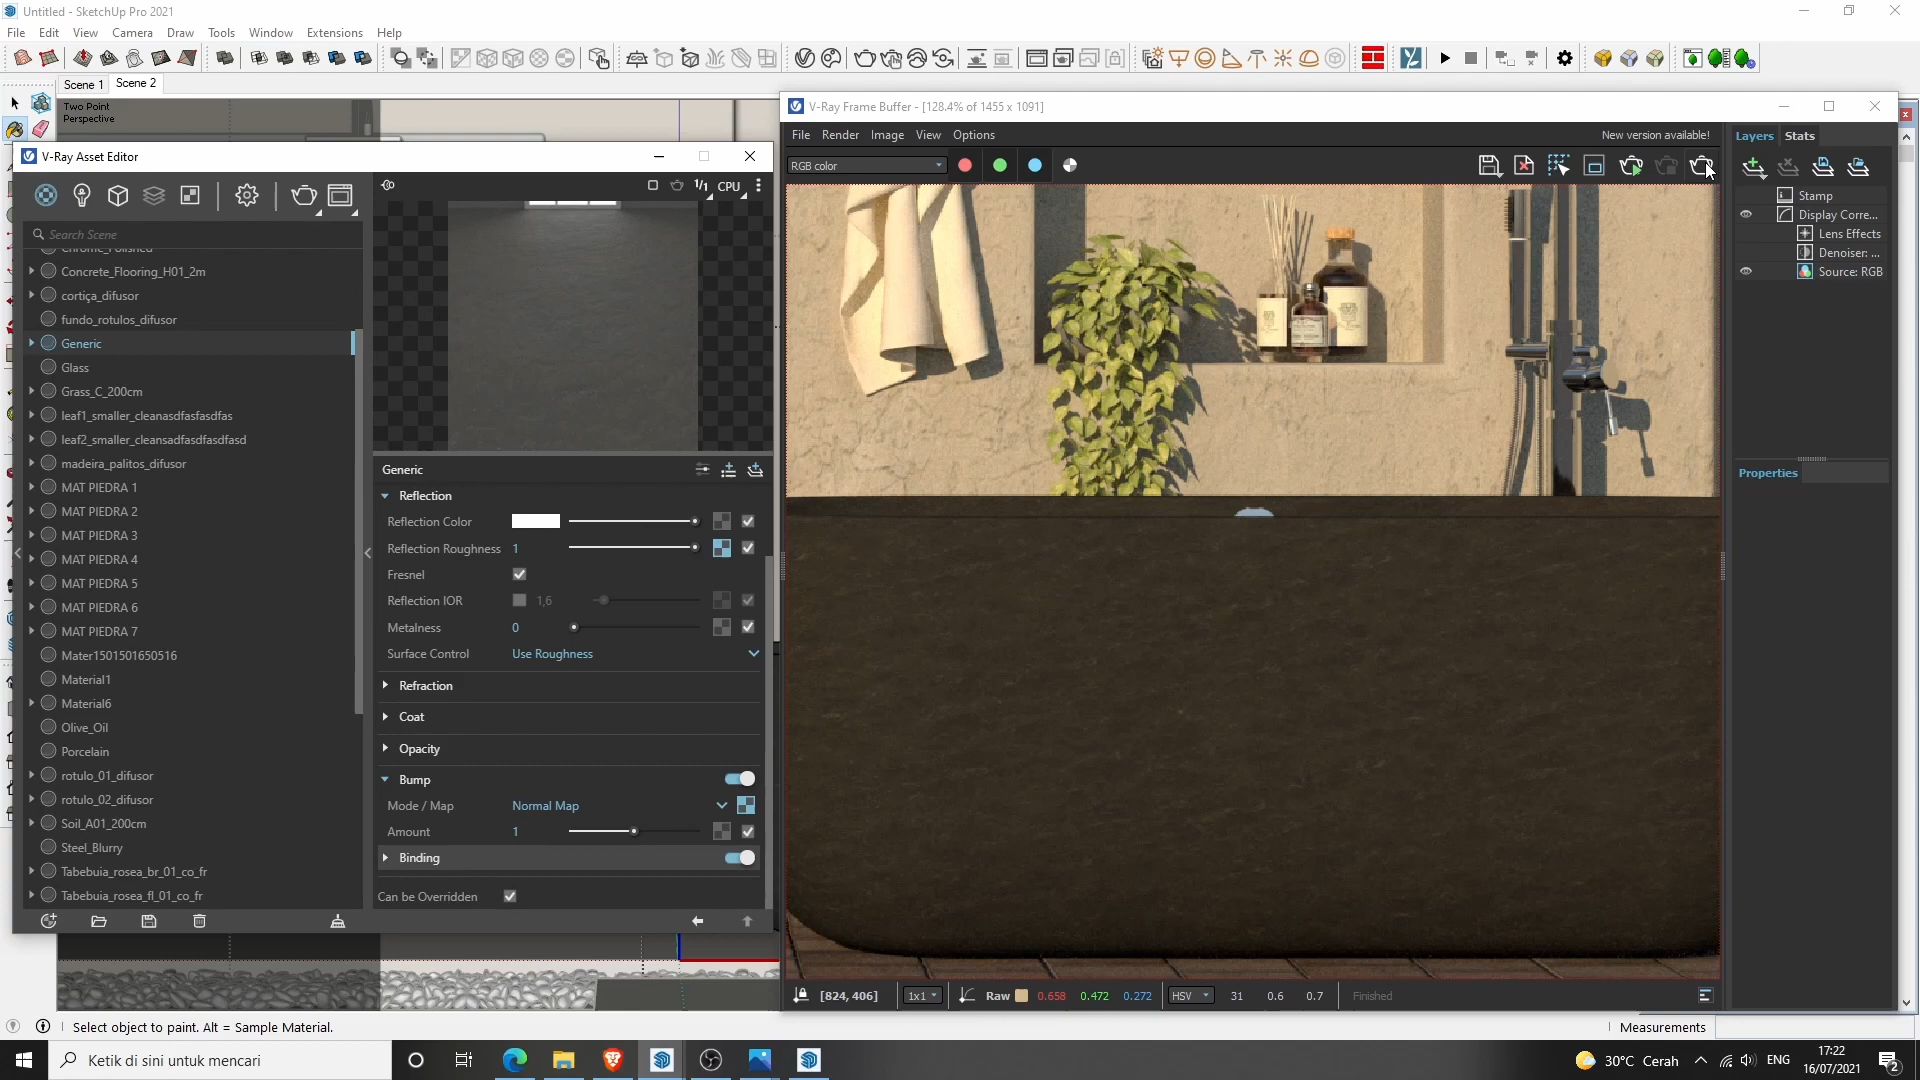 Untitled - SketchUp Pro 2021
File Edit View Camera Draw Tools Window Extensions Help
Scene 1 Scene 2
Two Point
Perspective
V-Ray Asset Editor
1/1 CPU
Search Scene
Chrome_Polished
Concrete_Flooring_H01_2m
cortiça_difusor
fundo_rotulos_difusor
Generic
Glass
Grass_C_200cm
leaf1_smaller_cleanasdfasfasdfas
leaf2_smaller_cleansadfasdfasdfasd
madeira_palitos_difusor
MAT PIEDRA 1
MAT PIEDRA 2
MAT PIEDRA 3
MAT PIEDRA 4
MAT PIEDRA 5
MAT PIEDRA 6
MAT PIEDRA 7
Mater1501501650516
Material1
Material6
Olive_Oil
Porcelain
rotulo_01_difusor
rotulo_02_difusor
Soil_A01_200cm
Steel_Blurry
Tabebuia_rosea_br_01_co_fr
Tabebuia_rosea_fl_01_co_fr
Generic
Reflection
Reflection Color
Reflection Roughness 1
Fresnel
Reflection IOR 1,6
Metalness 0
Surface Control Use Roughness
Refraction
Coat
Opacity
Bump
Mode / Map Normal Map
Amount 1
Binding
Can be Overridden
V-Ray Frame Buffer - [128.4% of 1455 x 1091]
File Render Image View Options New version available!
RGB color
Layers Stats
Stamp
Display Corre...
Lens Effects
Denoiser: ...
Source: RGB
Properties
[824, 406] 1x1 Raw 0.658 0.472 0.272 HSV 31 0.6 0.7 Finished
Select object to paint. Alt = Sample Material.
Measurements
Ketik di sini untuk mencari
30°C Cerah
ENG
17:22
16/07/2021
2